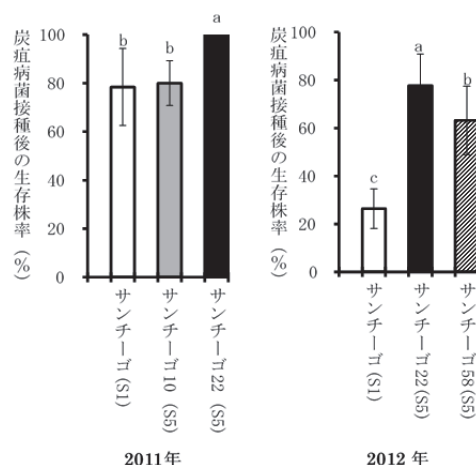 炭疽病菌接種後の生存株率(%)
100
80
60
40
20
0
b
b
a
サンチーゴ(S1)
サンチーゴ10(S5)
サンチーゴ22(S5)
2011年
炭疽病菌接種後の生存株率(%)
100
80
60
40
20
0
c
a
b
サンチーゴ(S1)
サンチーゴ22(S5)
サンチーゴ58(S5)
2012年